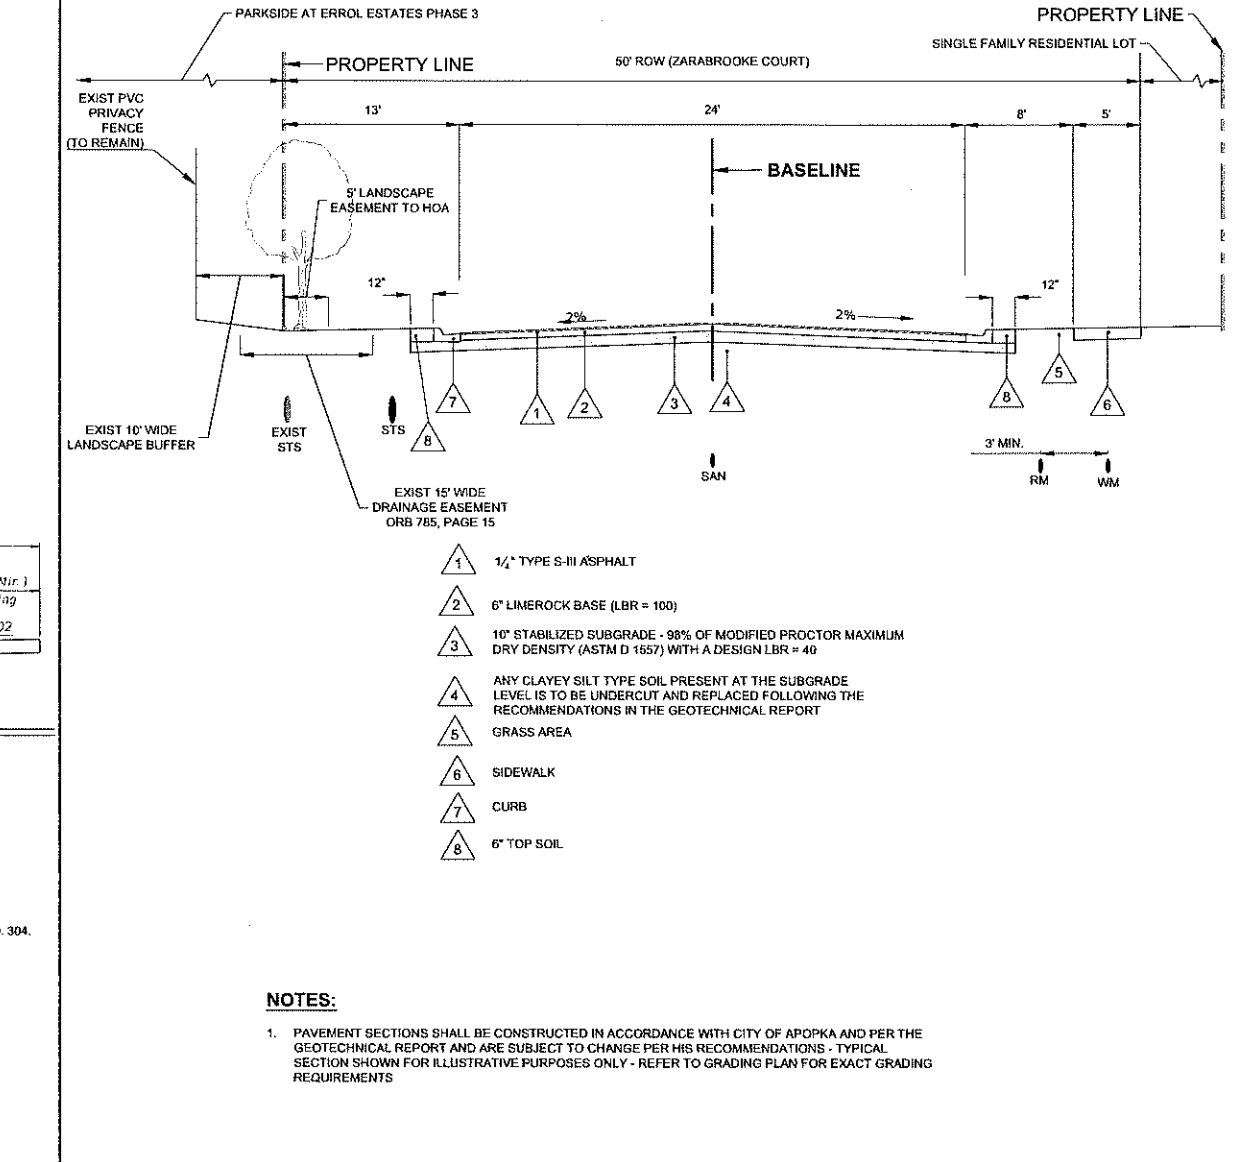 PARKSIDE AT ERROL ESTATES PHASE 3
PROPERTY LINE
SINGLE FAMILY RESIDENTIAL LOT
PROPERTY LINE
50' ROW (ZARABROOKE COURT)
EXIST PVC
PRIVACY
FENCE
(TO REMAIN)
13'
24'
8'
5'
BASELINE
5' LANDSCAPE
EASEMENT TO HOA
12"
12"
2%
2%
7
1
2
3
4
8
5
6
8
EXIST 10' WIDE
LANDSCAPE BUFFER
EXIST
STS
STS
SAN
3' MIN.
RM
WM
EXIST 15' WIDE
DRAINAGE EASEMENT
ORB 785, PAGE 15
1 1/4" TYPE S-III ASPHALT
2 6" LIMEROCK BASE (LBR = 100)
3 10" STABILIZED SUBGRADE - 98% OF MODIFIED PROCTOR MAXIMUM
DRY DENSITY (ASTM D 1557) WITH A DESIGN LBR = 40
4 ANY CLAYEY SILT TYPE SOIL PRESENT AT THE SUBGRADE
LEVEL IS TO BE UNDERCUT AND REPLACED FOLLOWING THE
RECOMMENDATIONS IN THE GEOTECHNICAL REPORT
5 GRASS AREA
6 SIDEWALK
7 CURB
8 6" TOP SOIL
02
304.
NOTES:
1. PAVEMENT SECTIONS SHALL BE CONSTRUCTED IN ACCORDANCE WITH CITY OF APOPKA AND PER THE
GEOTECHNICAL REPORT AND ARE SUBJECT TO CHANGE PER HIS RECOMMENDATIONS - TYPICAL
SECTION SHOWN FOR ILLUSTRATIVE PURPOSES ONLY - REFER TO GRADING PLAN FOR EXACT GRADING
REQUIREMENTS